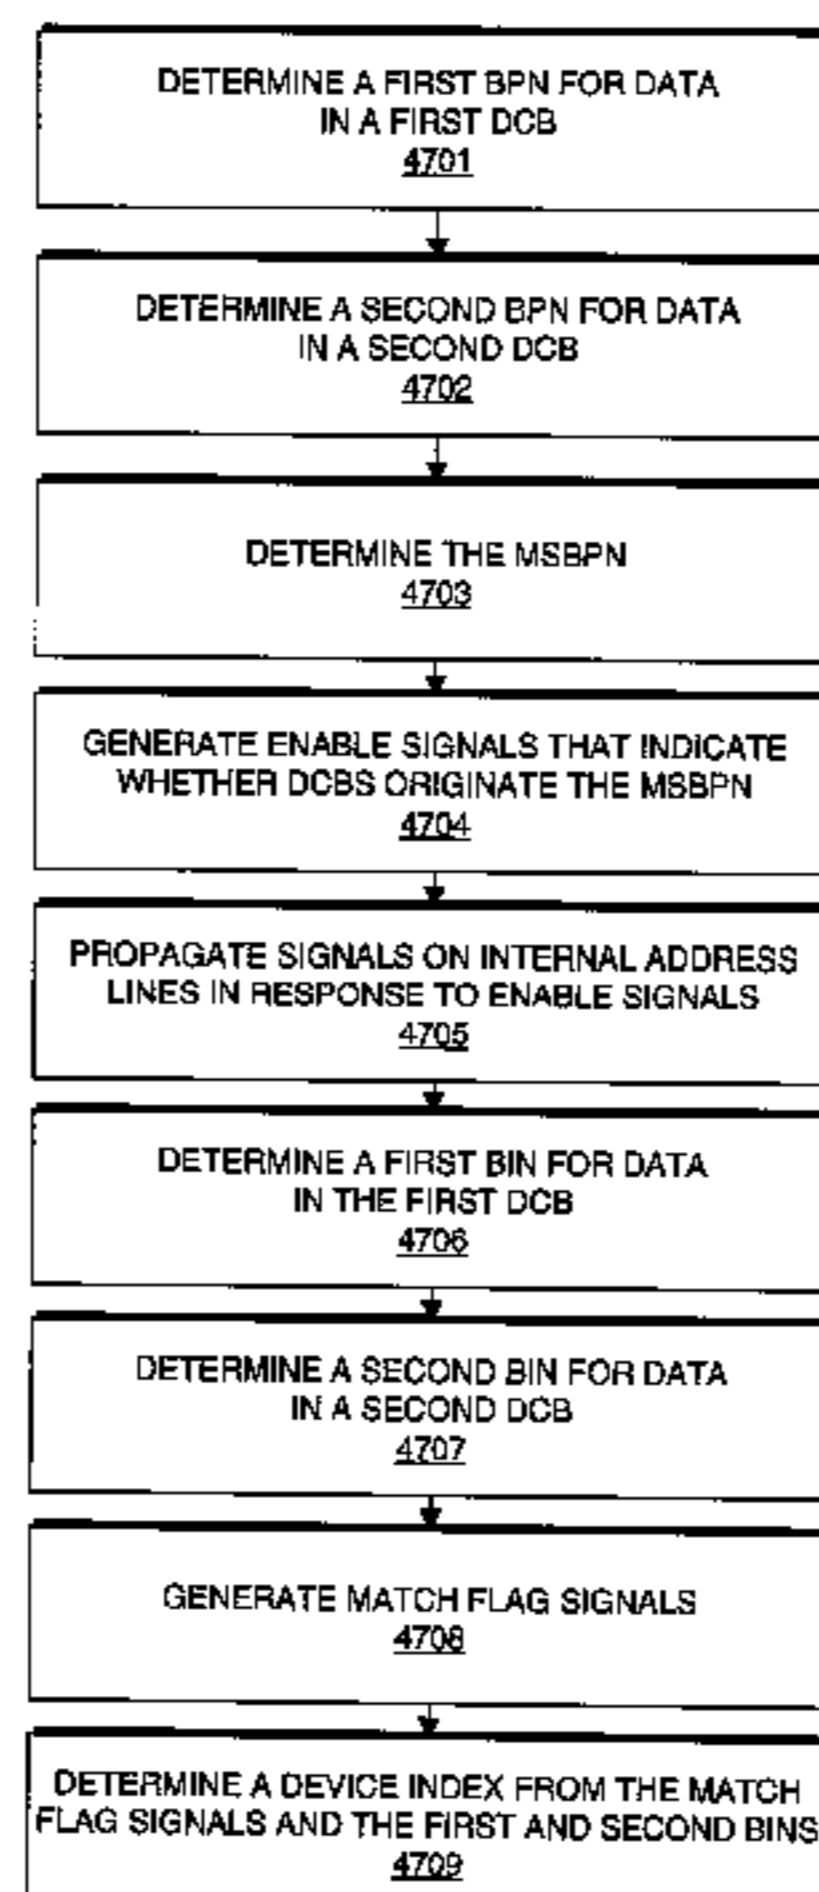 DETERMINE A FIRST BPN FOR DATA
IN A FIRST DCB
4701
DETERMINE A SECOND BPN FOR DATA
IN A SECOND DCB
4702
DETERMINE THE MSBPN
4703
GENERATE ENABLE SIGNALS THAT INDICATE
WHETHER DCBS ORIGINATE THE MSBPN
4704
PROPAGATE SIGNALS ON INTERNAL ADDRESS
LINES IN RESPONSE TO ENABLE SIGNALS
4705
DETERMINE A FIRST BIN FOR DATA
IN THE FIRST DCB
4706
DETERMINE A SECOND BIN FOR DATA
IN A SECOND DCB
4707
GENERATE MATCH FLAG SIGNALS
4708
DETERMINE A DEVICE INDEX FROM THE MATCH
FLAG SIGNALS AND THE FIRST AND SECOND BINS
4709